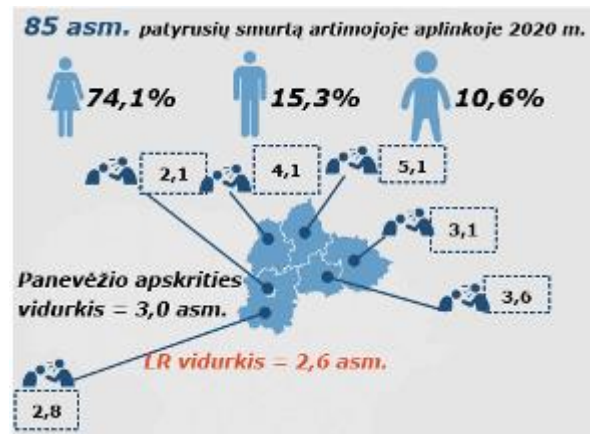 85 asm. patyrusių smurtą artimojoje aplinkoje 2020 m.
74,1%
15,3%
10,6%
2,1
4,1
5,1
3,1
Panevėžio apskrities
vidurkis = 3,0 asm.
3,6
LR vidurkis = 2,6 asm.
2,8